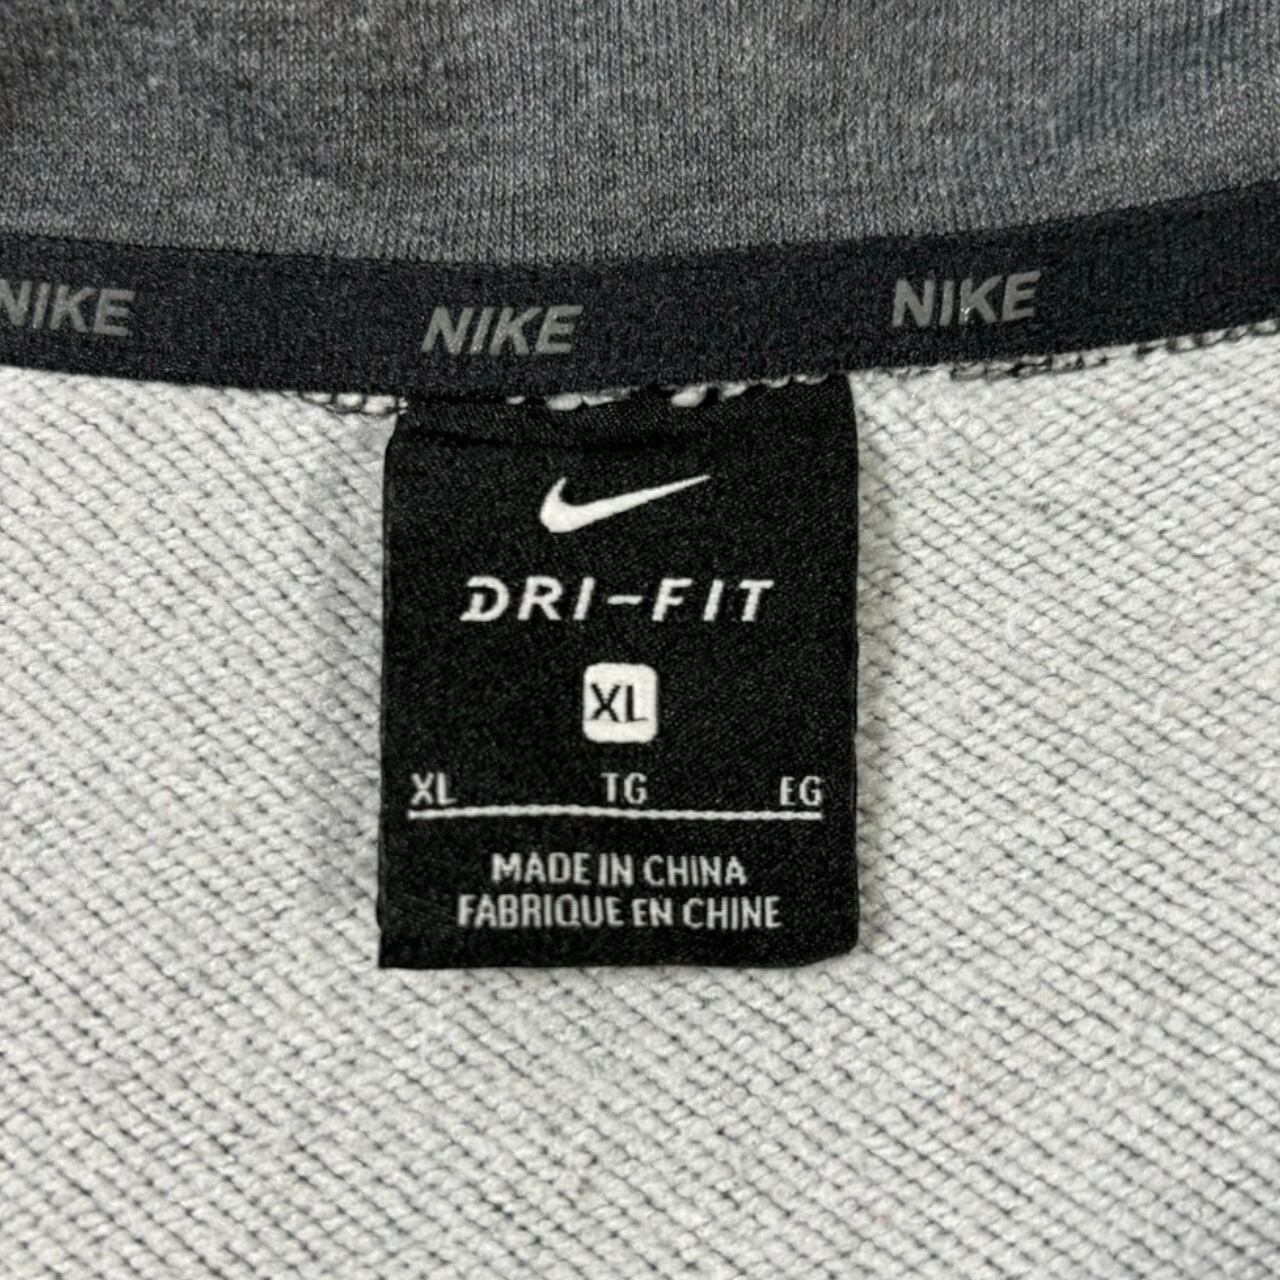 NIKE NIKE NIKE
DRI-FIT
XL
XL TG EG
MADE IN CHINA
FABRIQUE EN CHINE